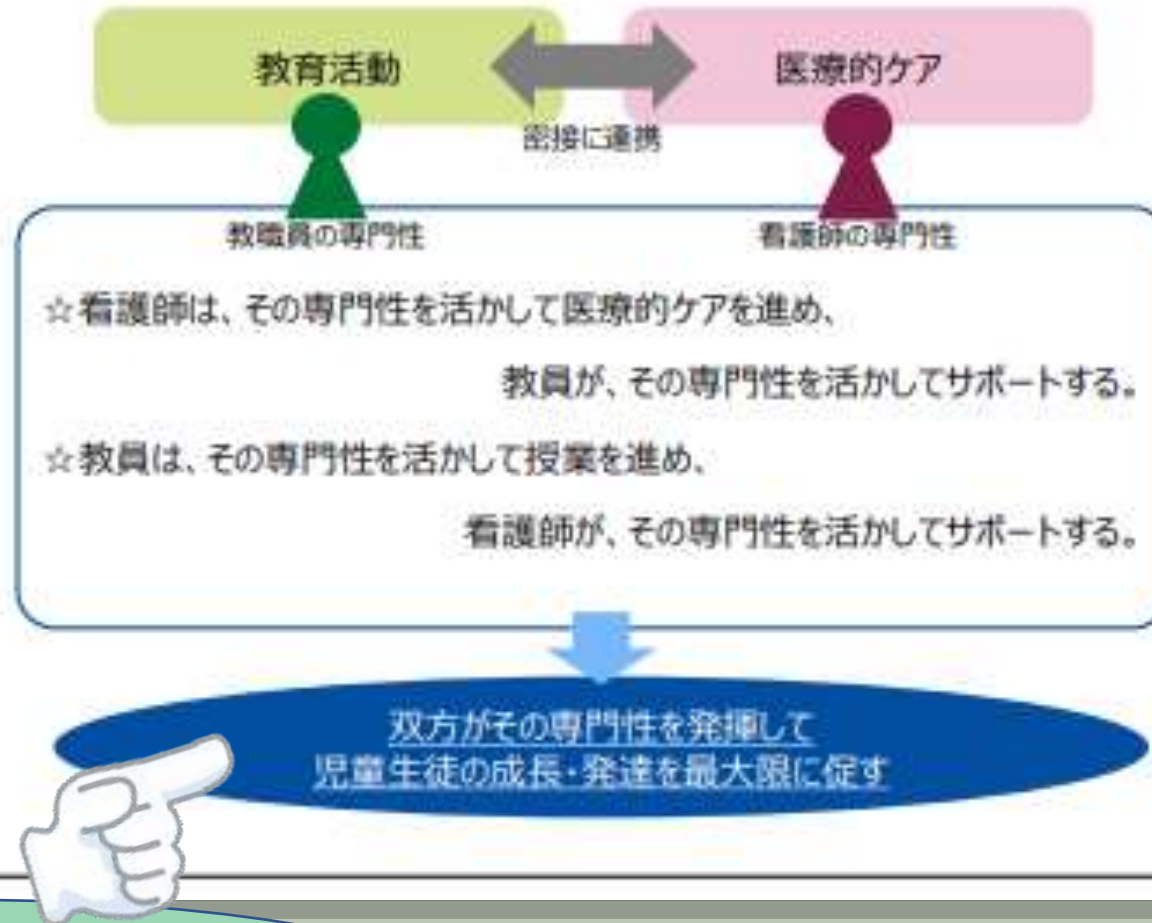 教育活動
医療的ケア
密接に連携
教職員の専門性
看護師の専門性
☆看護師は、その専門性を活かして医療的ケアを進め、
教員が、その専門性を活かしてサポートする。
☆教員は、その専門性を活かして授業を進め、
看護師が、その専門性を活かしてサポートする。
双方がその専門性を発揮して
児童生徒の成長・発達を最大限に促す